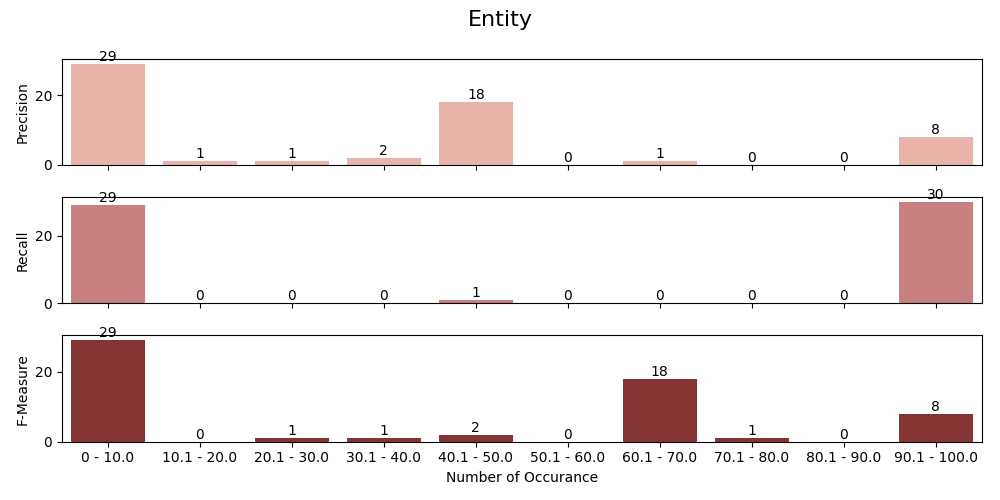 Entity
Precision
20
0
29 1 1 2 18 0 1 0 0 8
Recall
20
0
29 0 0 0 1 0 0 0 0 30
F-Measure
20
0
29 0 1 1 2 0 18 1 0 8
0 - 10.0 10.1 - 20.0 20.1 - 30.0 30.1 - 40.0 40.1 - 50.0 50.1 - 60.0 60.1 - 70.0 70.1 - 80.0 80.1 - 90.0 90.1 - 100.0
Number of Occurance